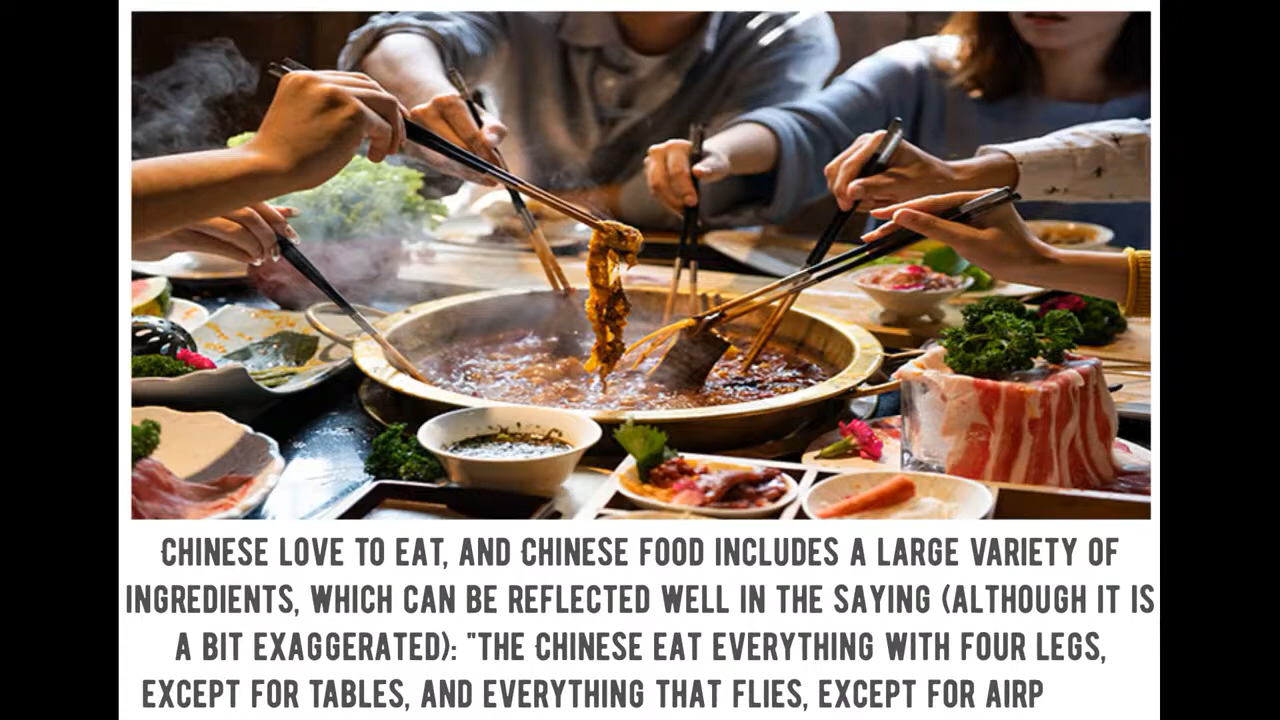 CHINESE LOVE TO EAT, AND CHINESE FOOD INCLUDES A LARGE VARIETY OF
INGREDIENTS, WHICH CAN BE REFLECTED WELL IN THE SAYING (ALTHOUGH IT IS
A BIT EXAGGERATED): "THE CHINESE EAT EVERYTHING WITH FOUR LEGS,
EXCEPT FOR TABLES, AND EVERYTHING THAT FLIES, EXCEPT FOR AIRP